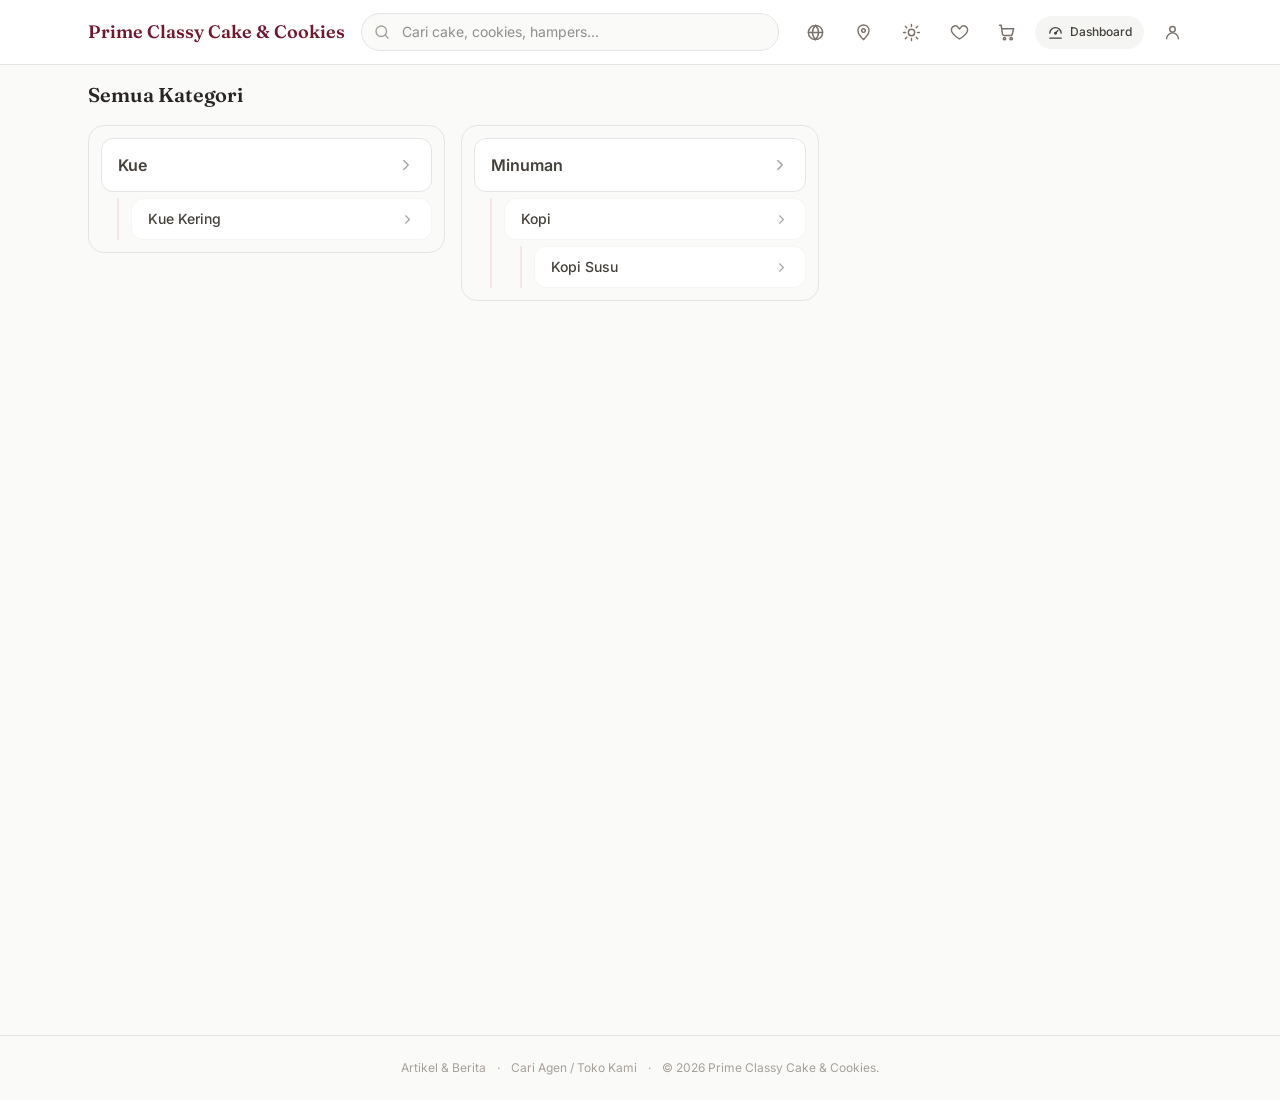 Prime Classy Cake & Cookies
Cari cake, cookies, hampers...
Dashboard
Semua Kategori
Kue
Kue Kering
Minuman
Kopi
Kopi Susu
Artikel & Berita · Cari Agen / Toko Kami · © 2026 Prime Classy Cake & Cookies.